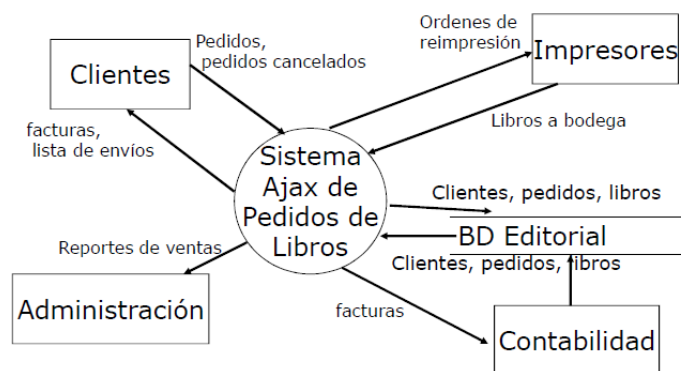 Pedidos,
pedidos cancelados
Ordenes de
reimpresión
Clientes
Impresores
facturas,
lista de envíos
Libros a bodega
Sistema
Ajax de
Pedidos de
Libros
Clientes, pedidos, libros
BD Editorial
Clientes, pedidos, libros
Reportes de ventas
Administración
facturas
Contabilidad